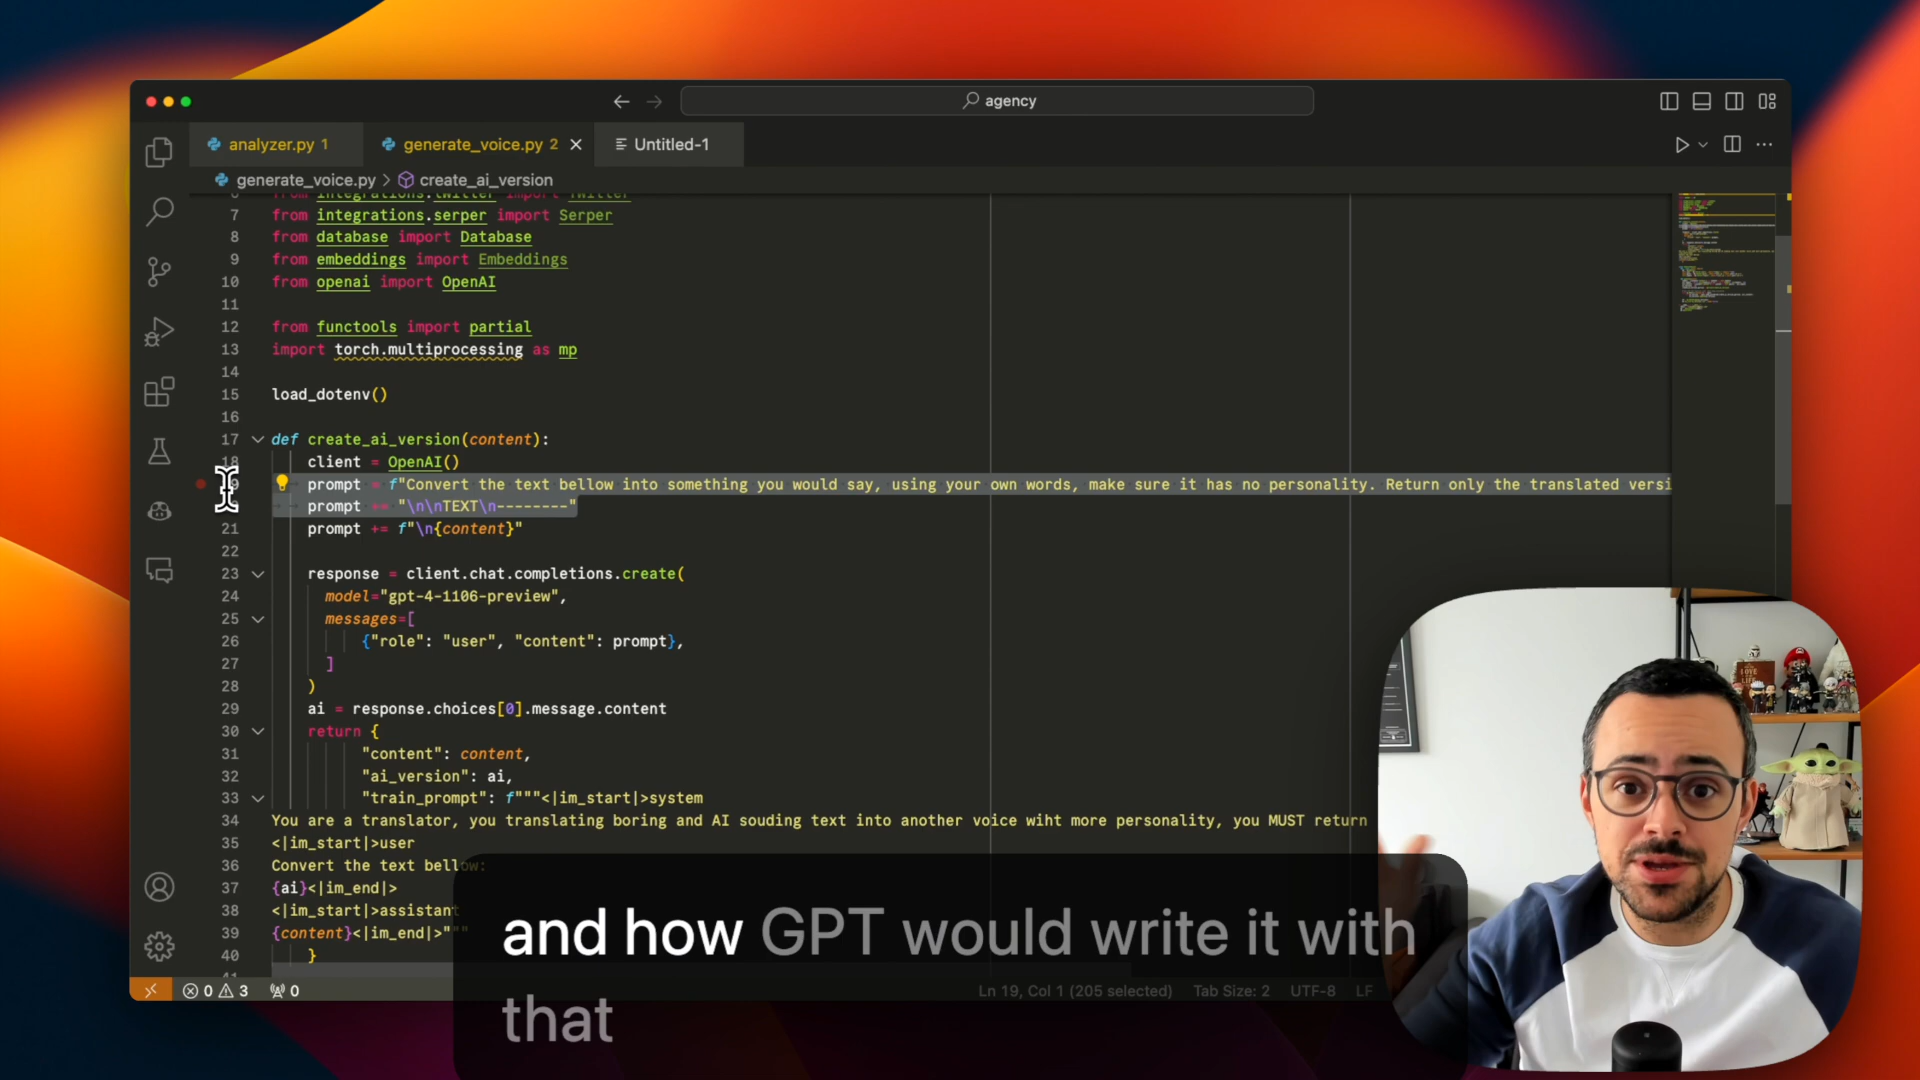 agency
analyzer.py 1
generate_voice.py 2
Untitled-1
generate_voice.py > create_ai_version
6 from integrations.twitter import Twitter
7 from integrations.serper import Serper
8 from database import Database
9 from embeddings import Embeddings
10 from openai import OpenAI
11
12 from functools import partial
13 import torch.multiprocessing as mp
14
15 load_dotenv()
16
17 def create_ai_version(content):
18 client = OpenAI()
prompt = f"Convert the text bellow into something you would say, using your own words, make sure it has no personality. Return only the translated versi
prompt += "\n\nTEXT\n--------"
21 prompt += f"\n{content}"
22
23 response = client.chat.completions.create(
24 model="gpt-4-1106-preview",
25 messages=[
26 {"role": "user", "content": prompt},
27 ]
28 )
29 ai = response.choices[0].message.content
30 return {
31 "content": content,
32 "ai_version": ai,
33 "train_prompt": f"""<|im_start|>system
34 You are a translator, you translating boring and AI souding text into another voice wiht more personality, you MUST return
35 <|im_start|>user
36 Convert the text bellow:
37 {ai}<|im_end|>
38 <|im_start|>assistant
39 {content}<|im_end|>"""
40 }
41
and how GPT would write it with
that
0 3 0
Ln 19, Col 1 (205 selected) Tab Size: 2 UTF-8 LF